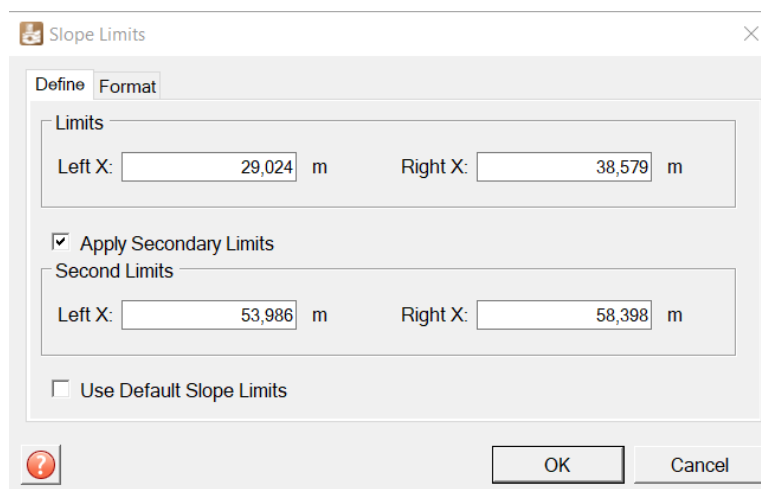 Slope Limits
Define Format
Limits
Left X: 29,024 m Right X: 38,579 m
Apply Secondary Limits
Second Limits
Left X: 53,986 m Right X: 58,398 m
Use Default Slope Limits
? OK Cancel